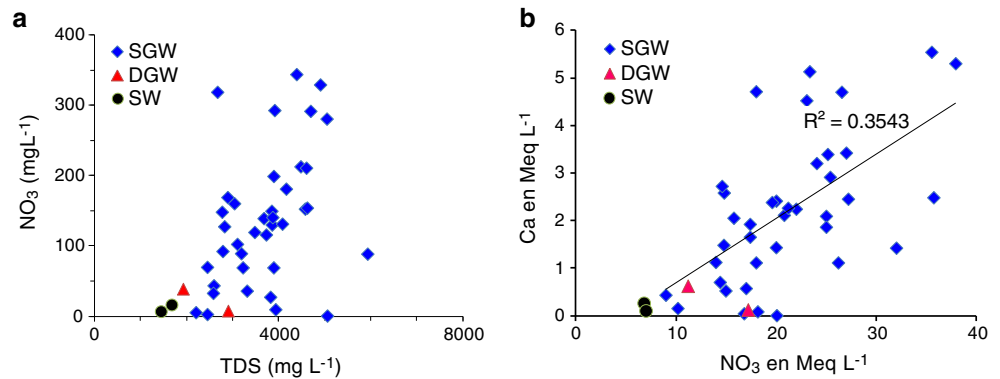 a
400
300
200
100
0
NO₃ (mgL⁻¹)
SGW
DGW
SW
0 4000 8000
TDS (mg L⁻¹)
b
6
5
4
3
2
1
0
Ca en Meq L⁻¹
SGW
DGW
SW
R² = 0.3543
0 10 20 30 40
NO₃ en Meq L⁻¹